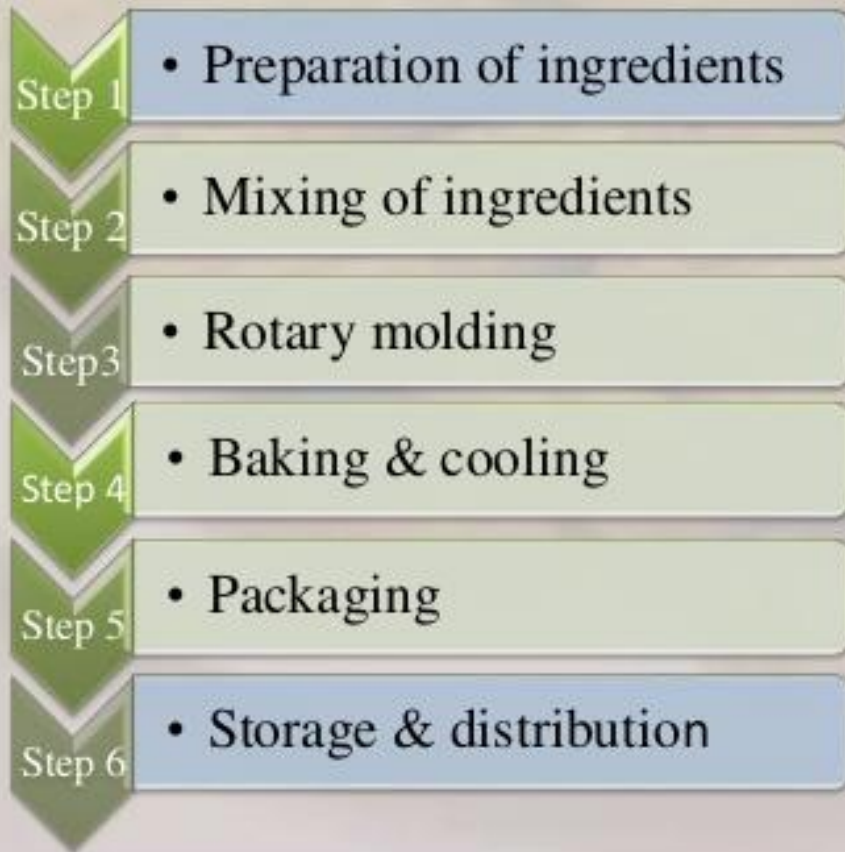 Step 1 • Preparation of ingredients
Step 2 • Mixing of ingredients
Step3 • Rotary molding
Step 4 • Baking & cooling
Step 5 • Packaging
Step 6 • Storage & distribution